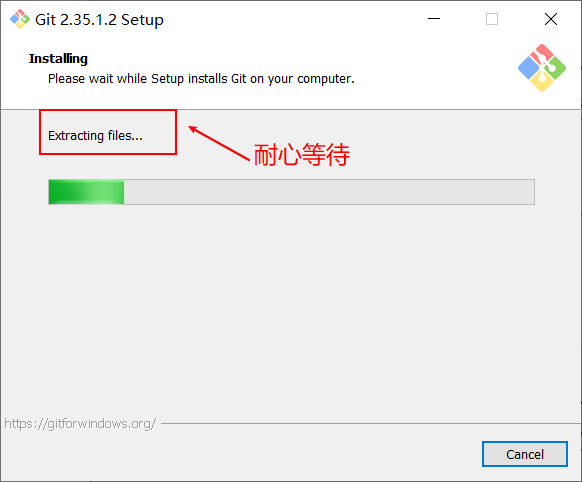 Git 2.35.1.2 Setup
Installing
Please wait while Setup installs Git on your computer.
Extracting files...
耐心等待
https://gitforwindows.org/
Cancel